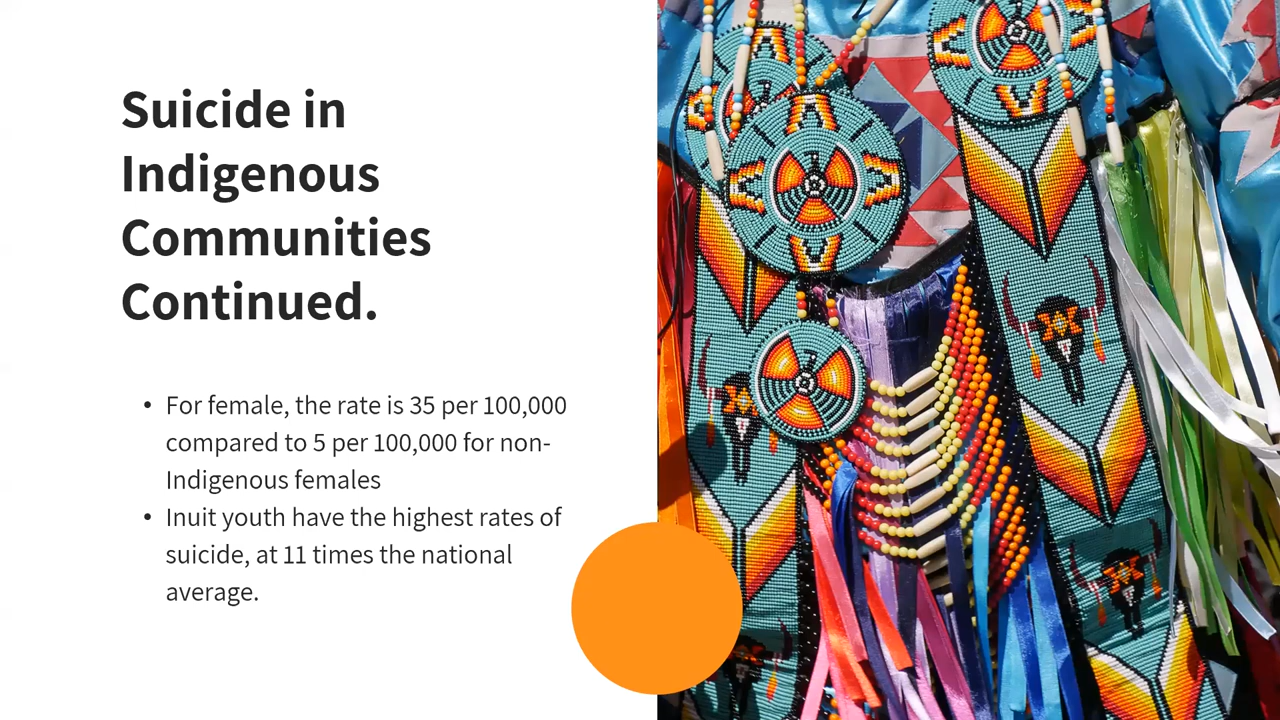 Suicide in
Indigenous
Communities
Continued.
• For female, the rate is 35 per 100,000
compared to 5 per 100,000 for non-
Indigenous females
• Inuit youth have the highest rates of
suicide, at 11 times the national
average.